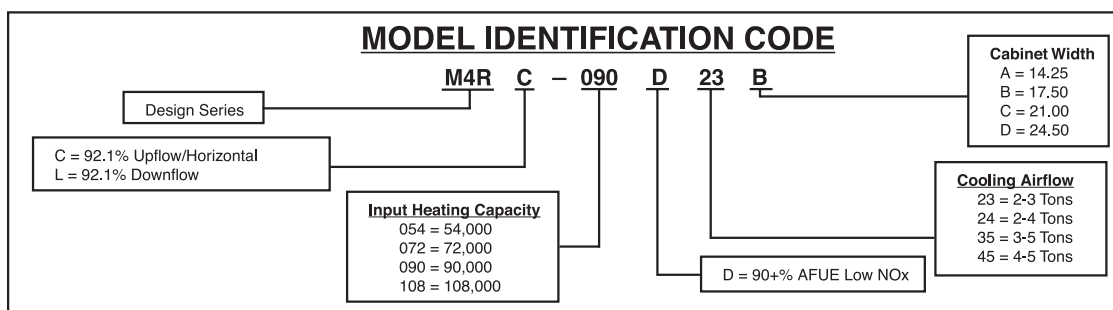 MODEL IDENTIFICATION CODE
M4R C – 090 D 23 B
Design Series
C = 92.1% Upflow/Horizontal
L = 92.1% Downflow
Input Heating Capacity
054 = 54,000
072 = 72,000
090 = 90,000
108 = 108,000
D = 90+% AFUE Low NOx
Cabinet Width
A = 14.25
B = 17.50
C = 21.00
D = 24.50
Cooling Airflow
23 = 2-3 Tons
24 = 2-4 Tons
35 = 3-5 Tons
45 = 4-5 Tons